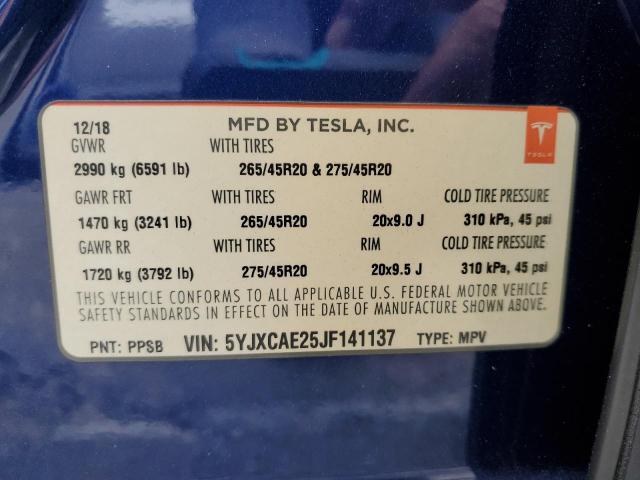 12/18 MFD BY TESLA, INC.
GVWR WITH TIRES
2990 kg (6591 lb) 265/45R20 & 275/45R20
GAWR FRT WITH TIRES RIM COLD TIRE PRESSURE
1470 kg (3241 lb) 265/45R20 20x9.0 J 310 kPa, 45 psi
GAWR RR WITH TIRES RIM COLD TIRE PRESSURE
1720 kg (3792 lb) 275/45R20 20x9.5 J 310 kPa, 45 psi
THIS VEHICLE CONFORMS TO ALL APPLICABLE U.S. FEDERAL MOTOR VEHICLE
SAFETY STANDARDS IN EFFECT ON THE DATE OF MANUFACTURE SHOWN ABOVE.
PNT: PPSB VIN: 5YJXCAE25JF141137 TYPE: MPV
TESLA